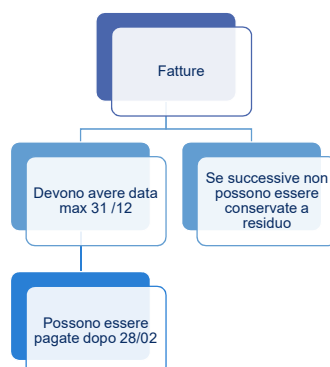 Fatture
Devono avere data
max 31 /12
Se successive non
possono essere
conservate a
residuo
Possono essere
pagate dopo 28/02